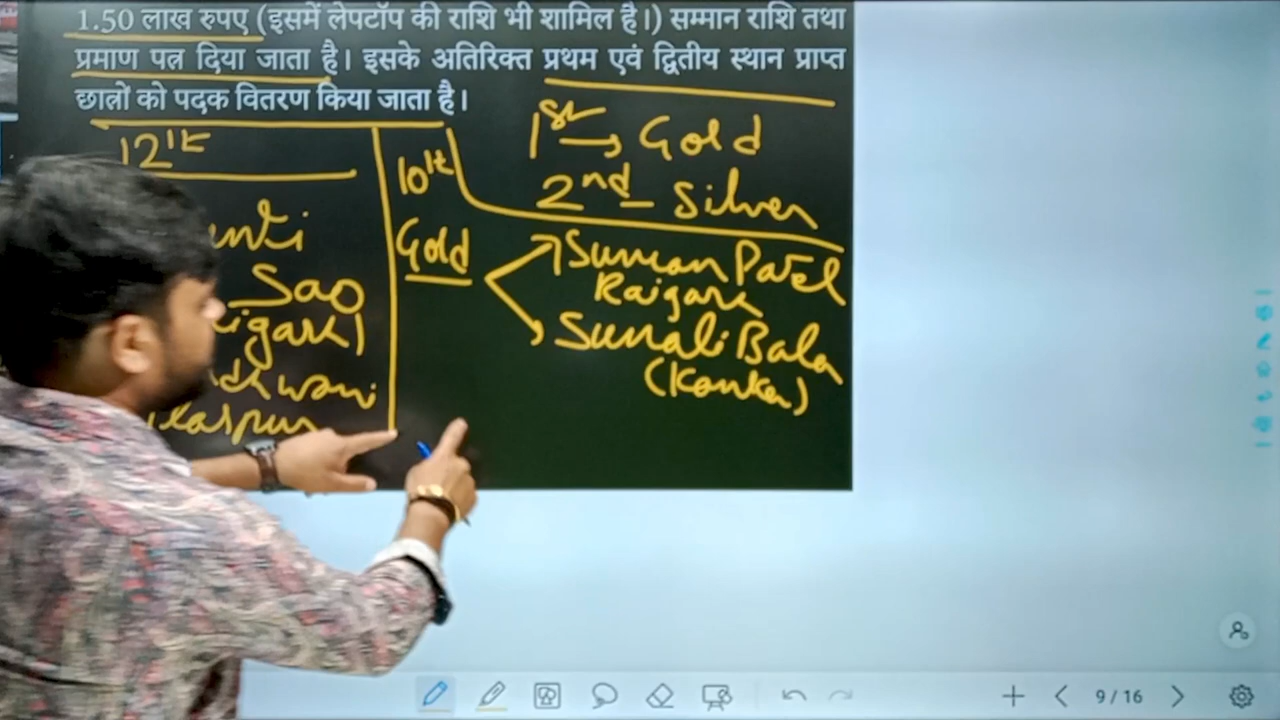 1.50 लाख रुपए (इसमें लेपटॉप की राशि भी शामिल है।) सम्मान राशि तथा
प्रमाण पत्र दिया जाता है। इसके अतिरिक्त प्रथम एवं द्वितीय स्थान प्राप्त
छात्रों को पदक वितरण किया जाता है।
1st → Gold
2nd - Silver
12th
Sao
10th
Gold
Suman Patel
Raigarh
Sunali Bala
(Kanker)
9/16